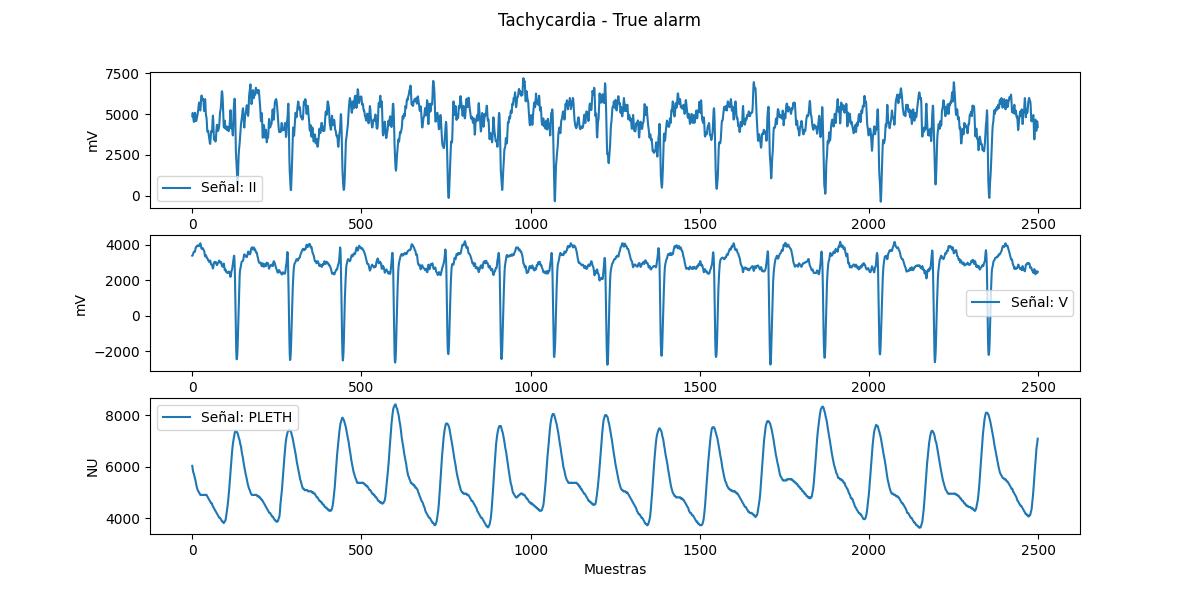 Tachycardia - True alarm
7500
5000
2500
0
mV
Señal: II
0 500 1000 1500 2000 2500
4000
2000
0
−2000
mV
Señal: V
0 500 1000 1500 2000 2500
8000
6000
4000
NU
Señal: PLETH
0 500 1000 1500 2000 2500
Muestras